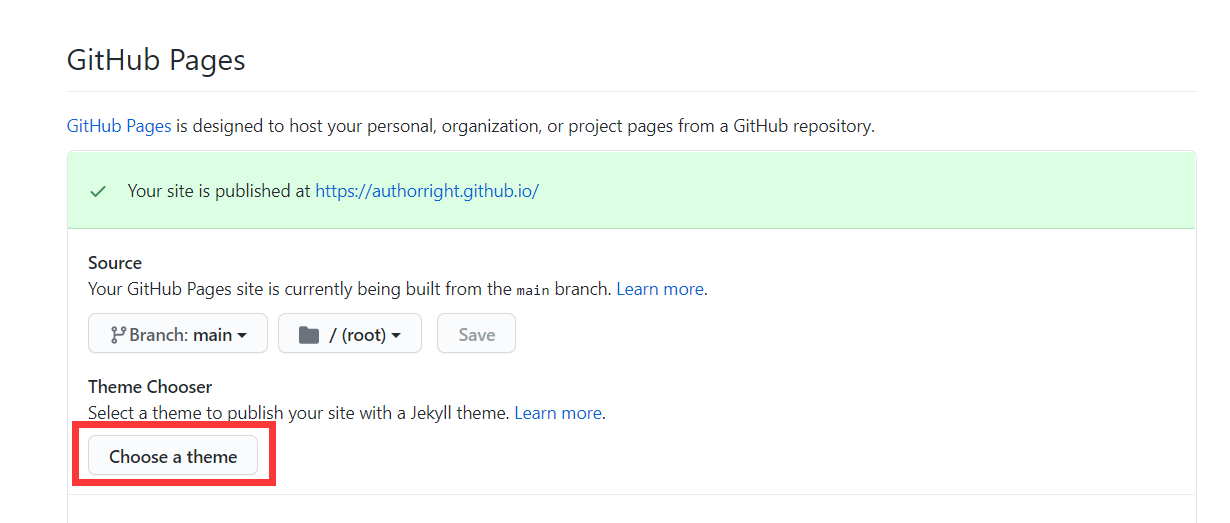 GitHub Pages
GitHub Pages is designed to host your personal, organization, or project pages from a GitHub repository.
Your site is published at https://authorright.github.io/
Source
Your GitHub Pages site is currently being built from the main branch. Learn more.
Branch: main
/ (root)
Save
Theme Chooser
Select a theme to publish your site with a Jekyll theme. Learn more.
Choose a theme